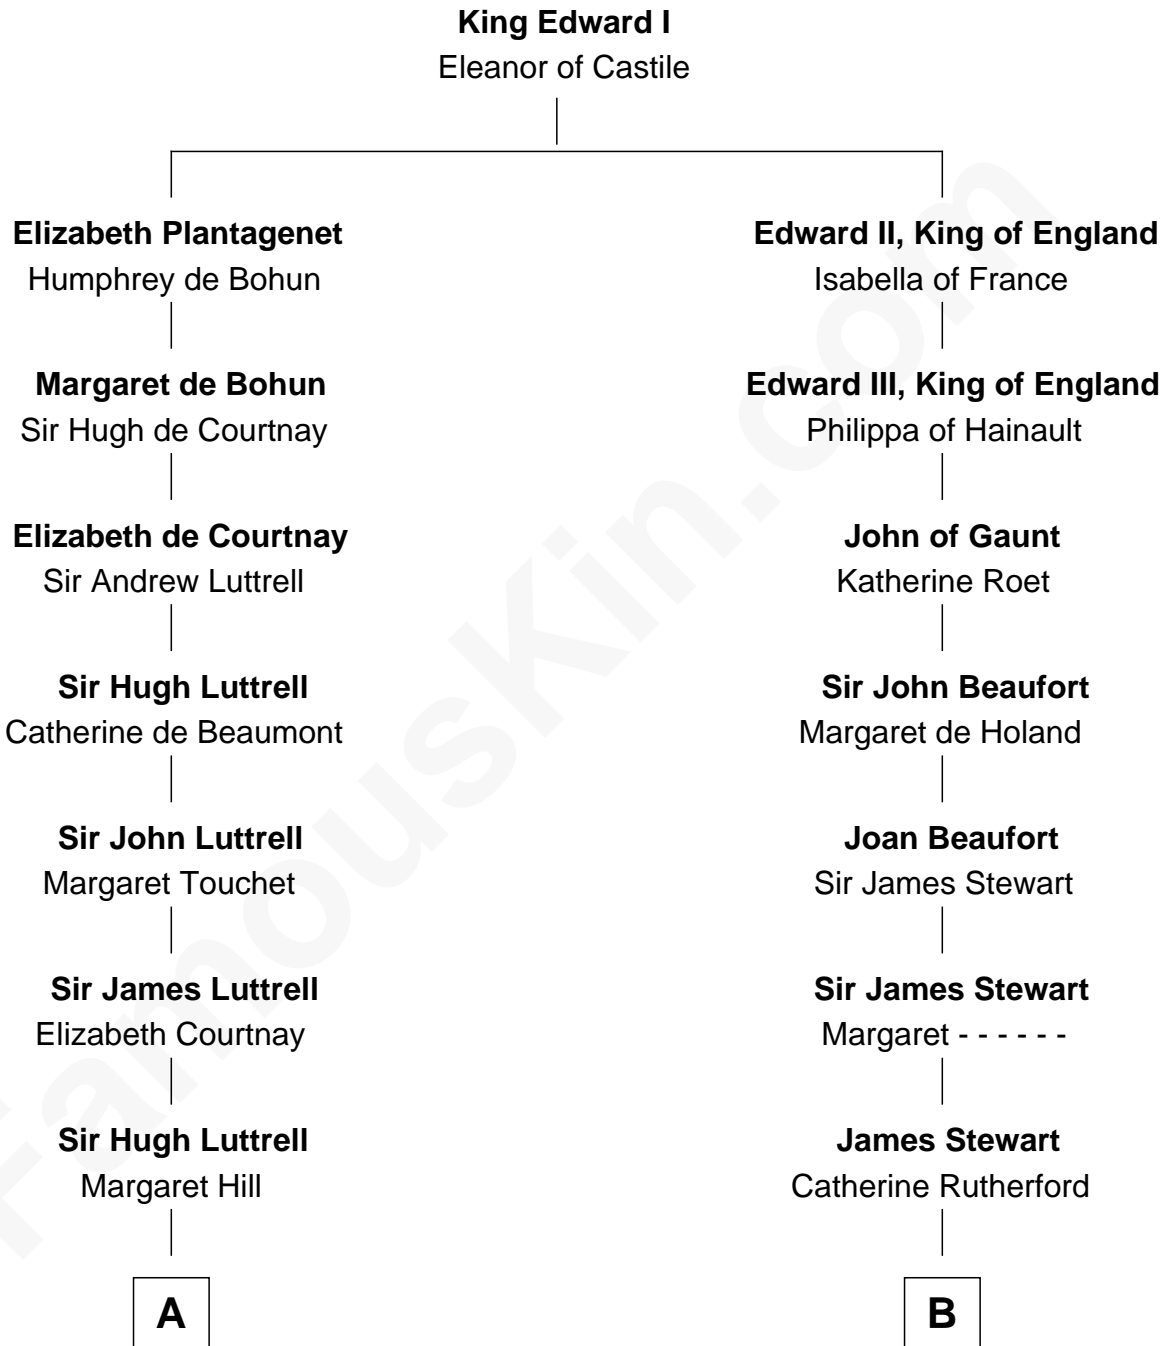 King Edward I
Eleanor of Castile
Elizabeth Plantagenet
Humphrey de Bohun
Margaret de Bohun
Sir Hugh de Courtnay
Elizabeth de Courtnay
Sir Andrew Luttrell
Sir Hugh Luttrell
Catherine de Beaumont
Sir John Luttrell
Margaret Touchet
Sir James Luttrell
Elizabeth Courtnay
Sir Hugh Luttrell
Margaret Hill
A
Edward II, King of England
Isabella of France
Edward III, King of England
Philippa of Hainault
John of Gaunt
Katherine Roet
Sir John Beaufort
Margaret de Holand
Joan Beaufort
Sir James Stewart
Sir James Stewart
Margaret - - - - - -
James Stewart
Catherine Rutherford
B
FamousKin.com